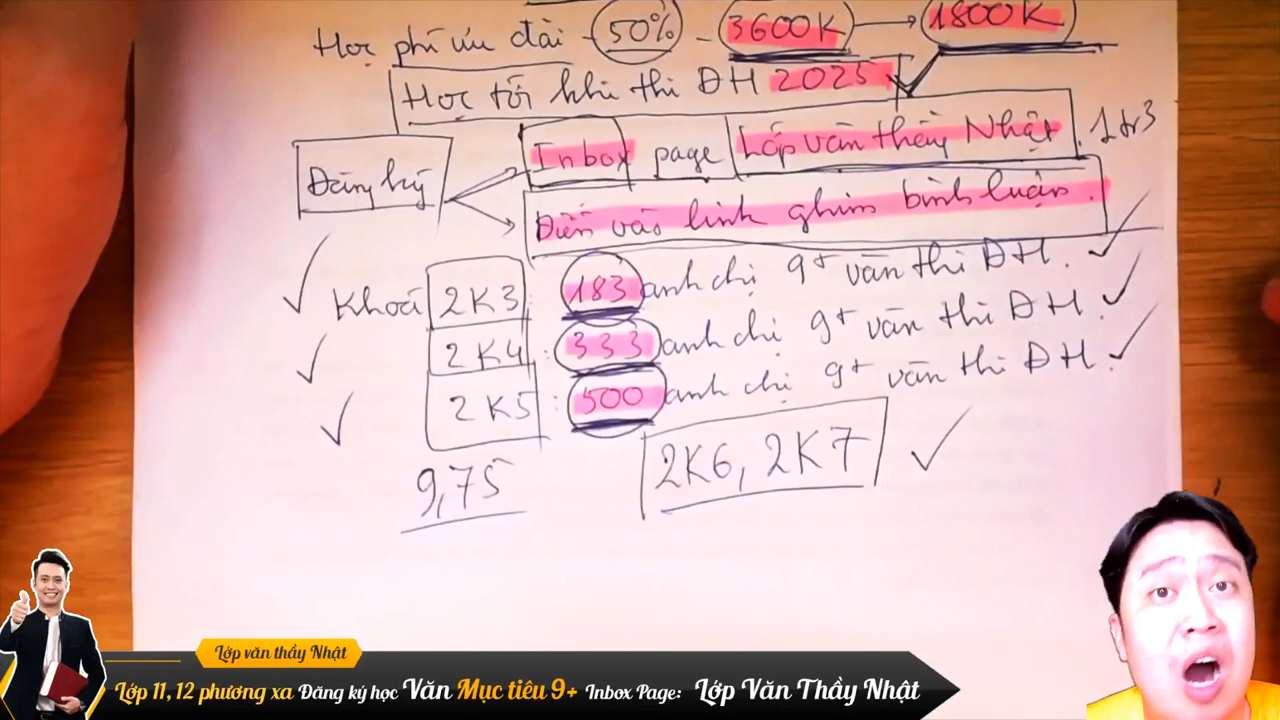 Học phí ưu đãi - 50% - 3600K → 1800K
Học tới khi thi ĐH 2025
Đăng ký
Inbox page Lớp văn thầy Nhật. 1tr3
Điền vào link ghim bình luận.
Khoá 2K3 : 183 anh chị 9+ văn thi ĐH.
2K4 : 333 anh chị 9+ văn thi ĐH.
2K5 : 500 anh chị 9+ văn thi ĐH.
9,75
2K6, 2K7
Lớp văn thầy Nhật
Lớp 11, 12 phương xa Đăng ký học Văn Mục tiêu 9+ Inbox Page: Lớp Văn Thầy Nhật